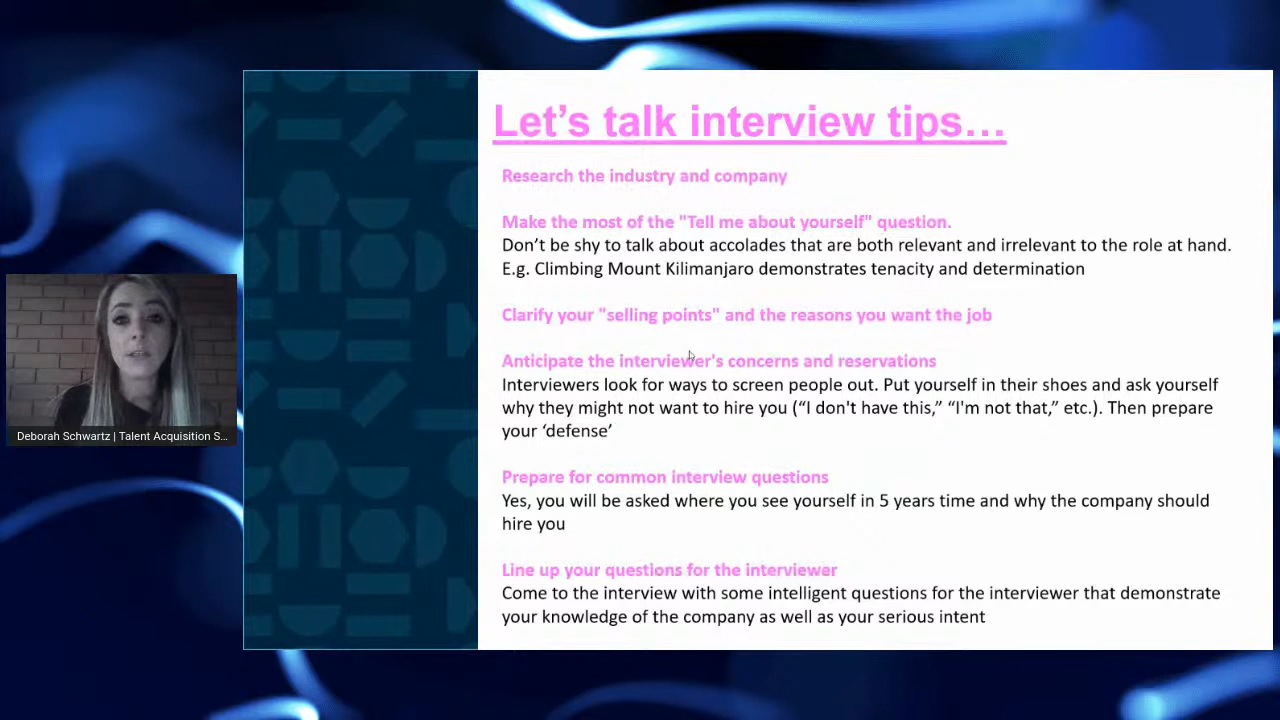 Let’s talk interview tips…
Research the industry and company
Make the most of the "Tell me about yourself" question.
Don’t be shy to talk about accolades that are both relevant and irrelevant to the role at hand.
E.g. Climbing Mount Kilimanjaro demonstrates tenacity and determination
Clarify your "selling points" and the reasons you want the job
Anticipate the interviewer's concerns and reservations
Interviewers look for ways to screen people out. Put yourself in their shoes and ask yourself
why they might not want to hire you (“I don't have this,” “I'm not that,” etc.). Then prepare
your ‘defense’
Prepare for common interview questions
Yes, you will be asked where you see yourself in 5 years time and why the company should
hire you
Line up your questions for the interviewer
Come to the interview with some intelligent questions for the interviewer that demonstrate
your knowledge of the company as well as your serious intent
Deborah Schwartz | Talent Acquisition S...